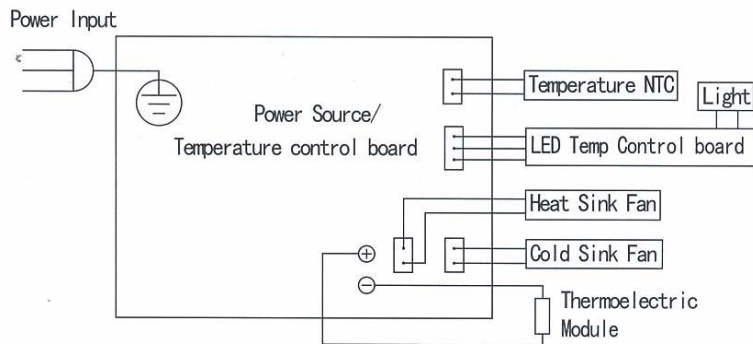 Power Input
Power Source/
Temperature control board
Temperature NTC
Light
LED Temp Control board
Heat Sink Fan
Cold Sink Fan
Thermoelectric
Module